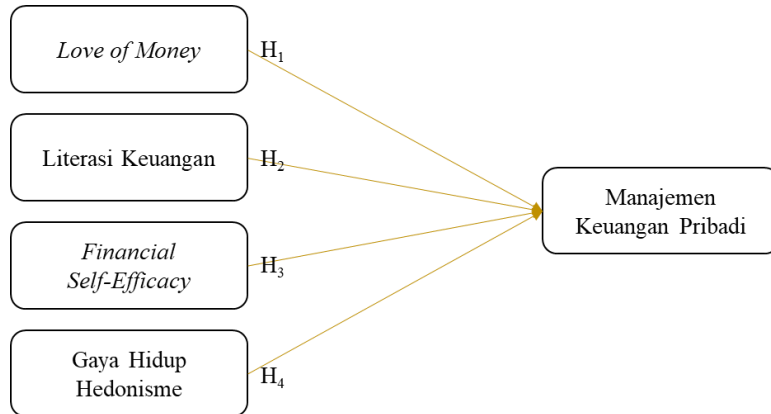 Love of Money
H₁
Literasi Keuangan
H₂
Manajemen
Keuangan Pribadi
Financial
Self-Efficacy
H₃
Gaya Hidup
Hedonisme
H₄